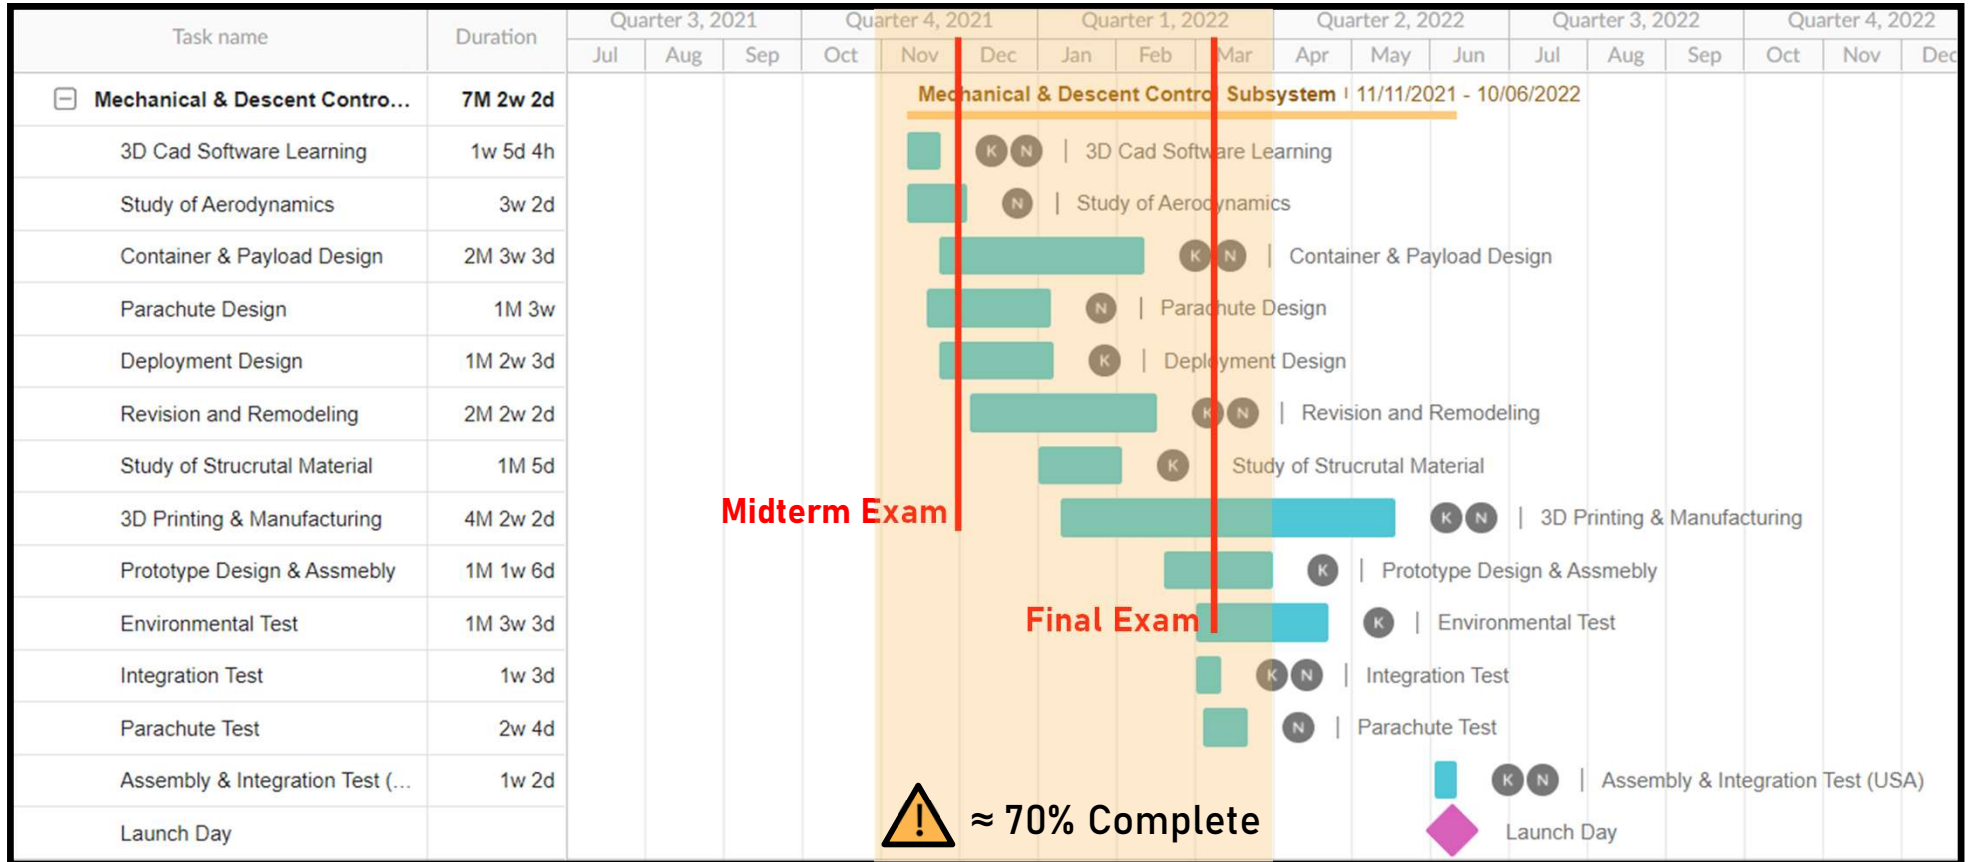 Task name Duration Quarter 3, 2021 Quarter 4, 2021 Quarter 1, 2022 Quarter 2, 2022 Quarter 3, 2022 Quarter 4, 2022
Jul Aug Sep Oct Nov Dec Jan Feb Mar Apr May Jun Jul Aug Sep Oct Nov Dec
Mechanical & Descent Contro... 7M 2w 2d Mechanical & Descent Control Subsystem | 11/11/2021 - 10/06/2022
3D Cad Software Learning 1w 5d 4h K N | 3D Cad Software Learning
Study of Aerodynamics 3w 2d N | Study of Aerodynamics
Container & Payload Design 2M 3w 3d K N | Container & Payload Design
Parachute Design 1M 3w N | Parachute Design
Deployment Design 1M 2w 3d K | Deployment Design
Revision and Remodeling 2M 2w 2d K N | Revision and Remodeling
Study of Strucrutal Material 1M 5d K Study of Strucrutal Material
Midterm Exam
3D Printing & Manufacturing 4M 2w 2d K N | 3D Printing & Manufacturing
Prototype Design & Assmebly 1M 1w 6d K | Prototype Design & Assmebly
Final Exam
Environmental Test 1M 3w 3d K | Environmental Test
Integration Test 1w 3d K N | Integration Test
Parachute Test 2w 4d N | Parachute Test
Assembly & Integration Test (... 1w 2d K N | Assembly & Integration Test (USA)
! ≈ 70% Complete
Launch Day Launch Day